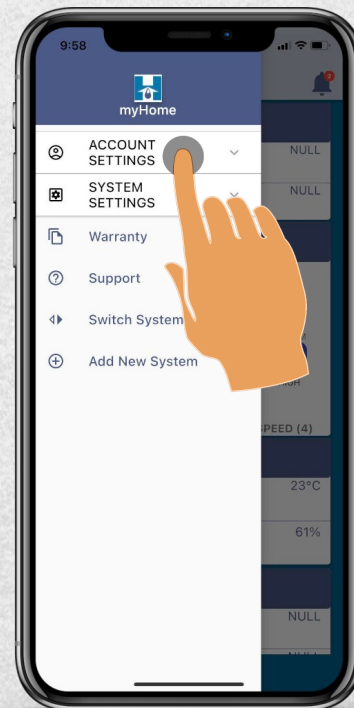 9:58
2
myHome
ACCOUNT
SETTINGS
NULL
SYSTEM
SETTINGS
NULL
Warranty
Support
Switch System
Add New System
SPEED (4)
23°C
61%
NULL